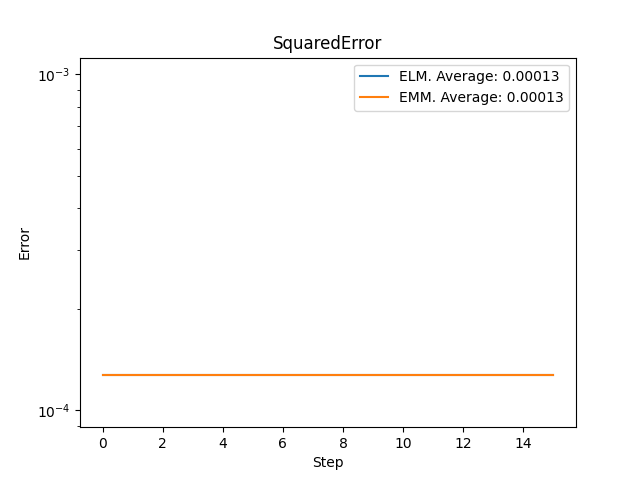 SquaredError
ELM. Average: 0.00013
EMM. Average: 0.00013
Error
10⁻³
10⁻⁴
0 2 4 6 8 10 12 14
Step